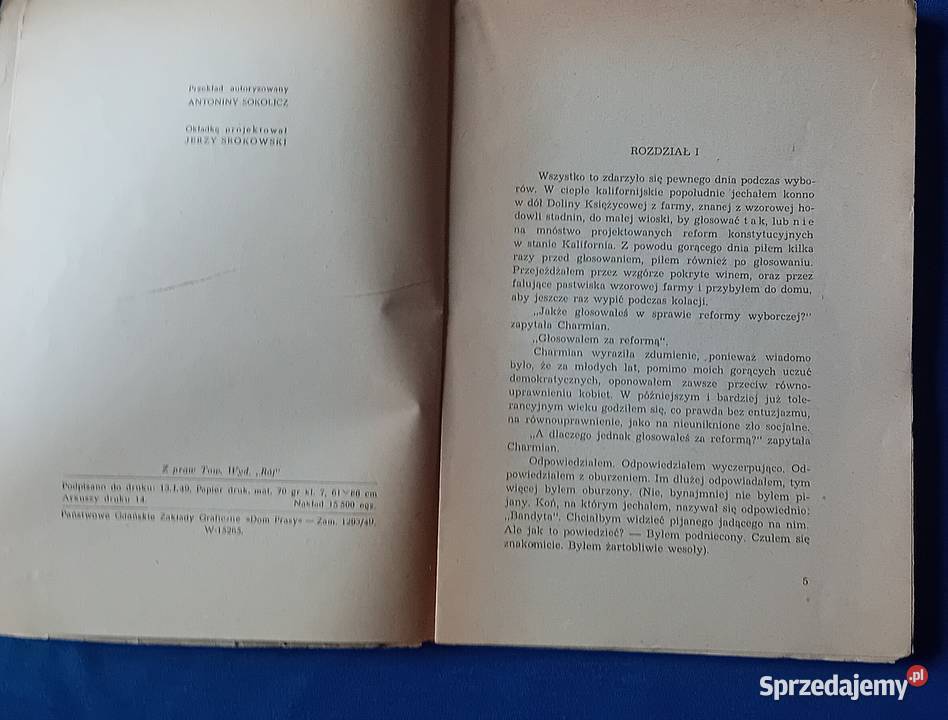 Przekład autoryzowany
ANTONINY SOKOLICZ
Okładkę projektował
JERZY SROKOWSKI
Z praw Tow. Wyd. „Rój"
Podpisano do druku: 13.I.49. Papier druk. mat. 70 gr kl. 7, 61×86 cm
Arkuszy druku 14. Nakład 15 500 egz.
Państwowe Gdańskie Zakłady Graficzne »Dom Prasy« — Zam. 1293/49.
W-15265.
ROZDZIAŁ I
Wszystko to zdarzyło się pewnego dnia podczas wybo-
rów. W ciepłe kalifornijskie popołudnie jechałem konno
w dół Doliny Księżycowej z farmy, znanej z wzorowej ho-
dowli stadnin, do małej wioski, by głosować tak, lub nie
na mnóstwo projektowanych reform konstytucyjnych
w stanie Kalifornia. Z powodu gorącego dnia piłem kilka
razy przed głosowaniem, piłem również po głosowaniu.
Przejeżdżałem przez wzgórze pokryte winem, oraz przez
falujące pastwiska wzorowej farmy i przybyłem do domu,
aby jeszcze raz wypić podczas kolacji.
„Jakże głosowałeś w sprawie reformy wyborczej?"
zapytała Charmian.
„Głosowałem za reformą".
Charmian wyraziła zdumienie, ponieważ wiadomo
było, że za młodych lat, pomimo moich gorących uczuć
demokratycznych, oponowałem zawsze przeciw równo-
uprawnieniu kobiet. W późniejszym i bardziej już tole-
rancyjnym wieku godziłem się, co prawda bez entuzjazmu,
na równouprawnienie, jako na nieuniknione zło socjalne.
„A dlaczego jednak głosowałeś za reformą?" zapytała
Charmian.
Odpowiedziałem. Odpowiedziałem wyczerpująco. Od-
powiedziałem z oburzeniem. Im dłużej odpowiadałem, tym
więcej byłem oburzony. (Nie, bynajmniej nie byłem pi-
jany. Koń, na którym jechałem, nazywał się odpowiednio:
„Bandyta". Chciałbym widzieć pijanego jadącego na nim.
Ale jak to powiedzieć? — Byłem podniecony. Czułem się
znakomicie. Byłem żartobliwie wesoły).
5
Sprzedajemy.pl